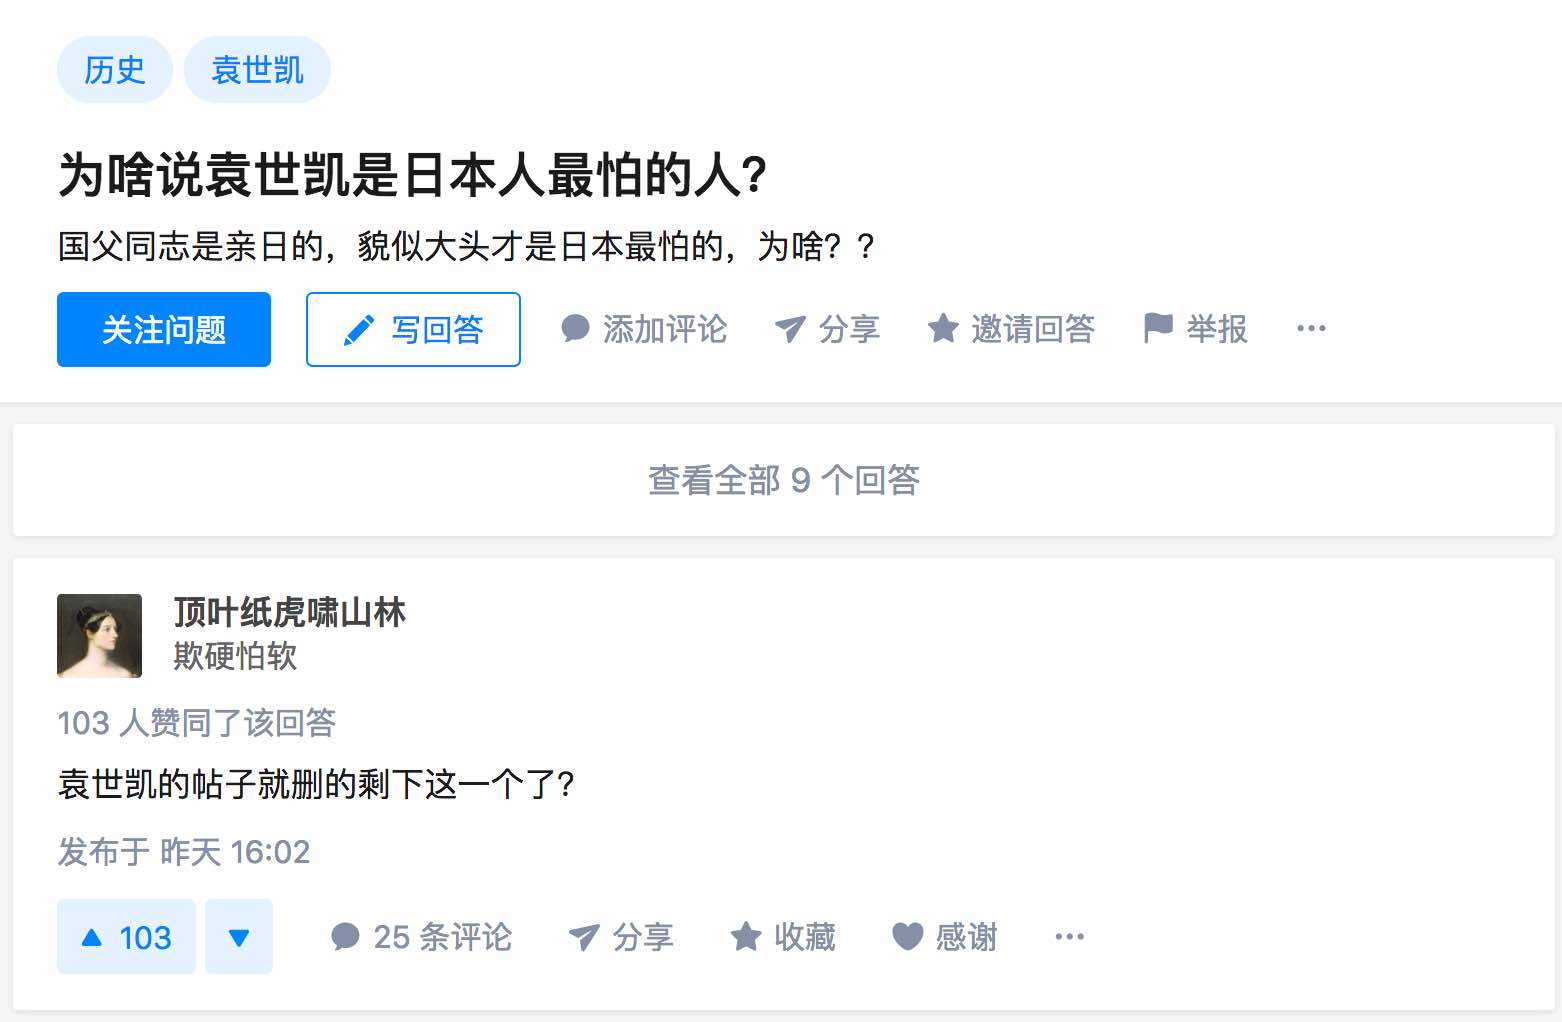 历史 袁世凯
为啥说袁世凯是日本人最怕的人？
国父同志是亲日的，貌似大头才是日本最怕的，为啥？？
关注问题 写回答 添加评论 分享 邀请回答 举报 ···
查看全部 9 个回答
顶叶纸虎啸山林
欺硬怕软
103 人赞同了该回答
袁世凯的帖子就删的剩下这一个了？
发布于 昨天 16:02
103 25 条评论 分享 收藏 感谢 ···